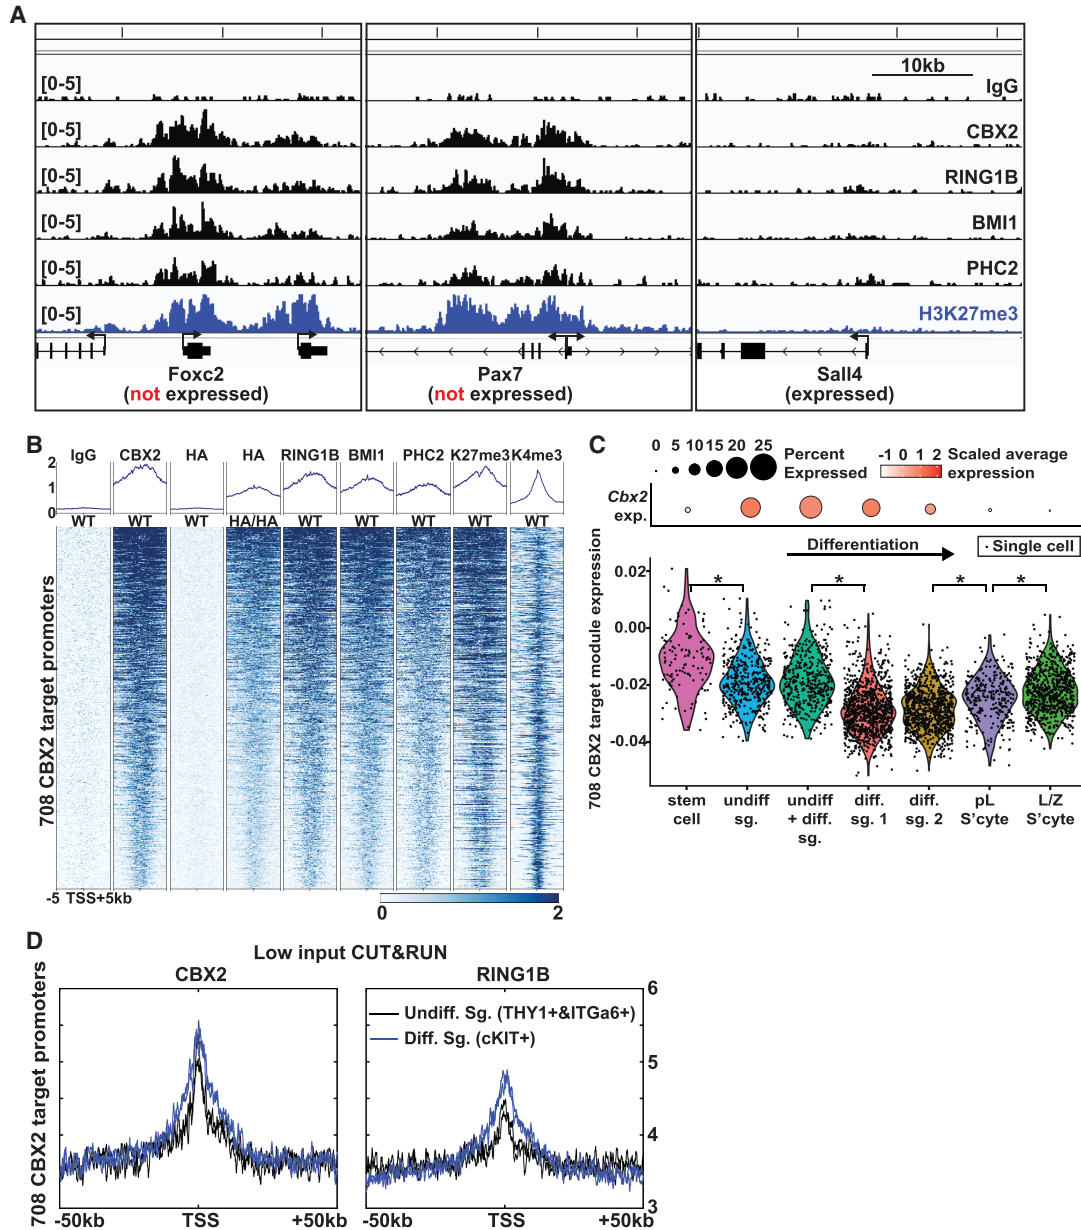 A
10kb
[0-5] IgG
[0-5] CBX2
[0-5] RING1B
[0-5] BMI1
[0-5] PHC2
[0-5] H3K27me3
Foxc2
(not expressed)
Pax7
(not expressed)
Sall4
(expressed)
B
IgG CBX2 HA HA RING1B BMI1 PHC2 K27me3 K4me3
2
1
0
WT WT WT HA/HA WT WT WT WT WT
708 CBX2 target promoters
-5 TSS+5kb
0 2
C
0 5 10 15 20 25
Percent
Expressed
-1 0 1 2
Scaled average
expression
Cbx2
exp.
Differentiation
Single cell
* * * *
708 CBX2 target module expression
0.02
0.00
-0.02
-0.04
stem
cell
undiff
sg.
undiff
+ diff.
sg.
diff.
sg. 1
diff.
sg. 2
pL
S'cyte
L/Z
S'cyte
D
Low input CUT&RUN
CBX2 RING1B
708 CBX2 target promoters
Undiff. Sg. (THY1+&ITGa6+)
Diff. Sg. (cKIT+)
6
5
4
3
-50kb TSS +50kb
-50kb TSS +50kb